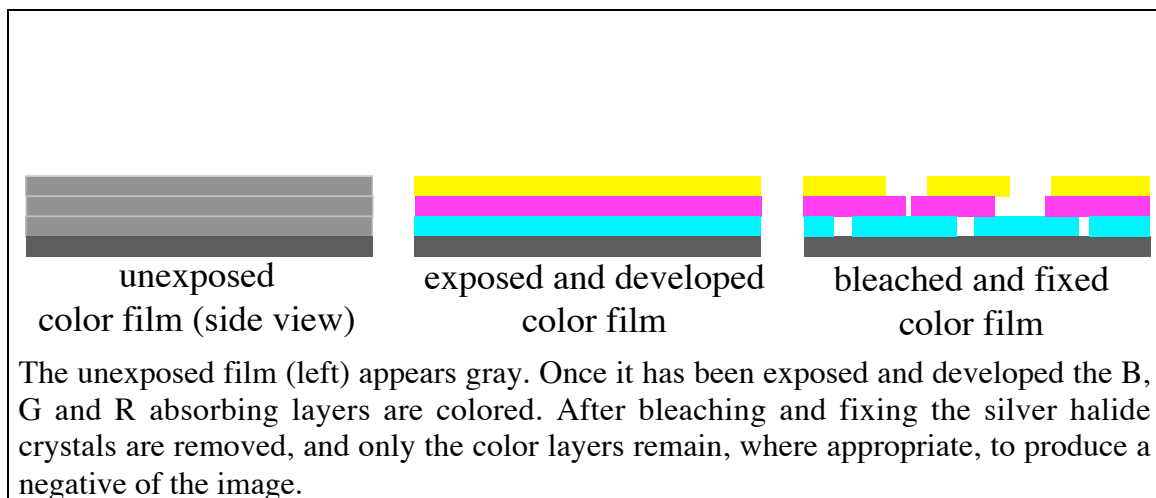 unexposed
color film (side view)
exposed and developed
color film
bleached and fixed
color film
The unexposed film (left) appears gray. Once it has been exposed and developed the B,
G and R absorbing layers are colored. After bleaching and fixing the silver halide
crystals are removed, and only the color layers remain, where appropriate, to produce a
negative of the image.